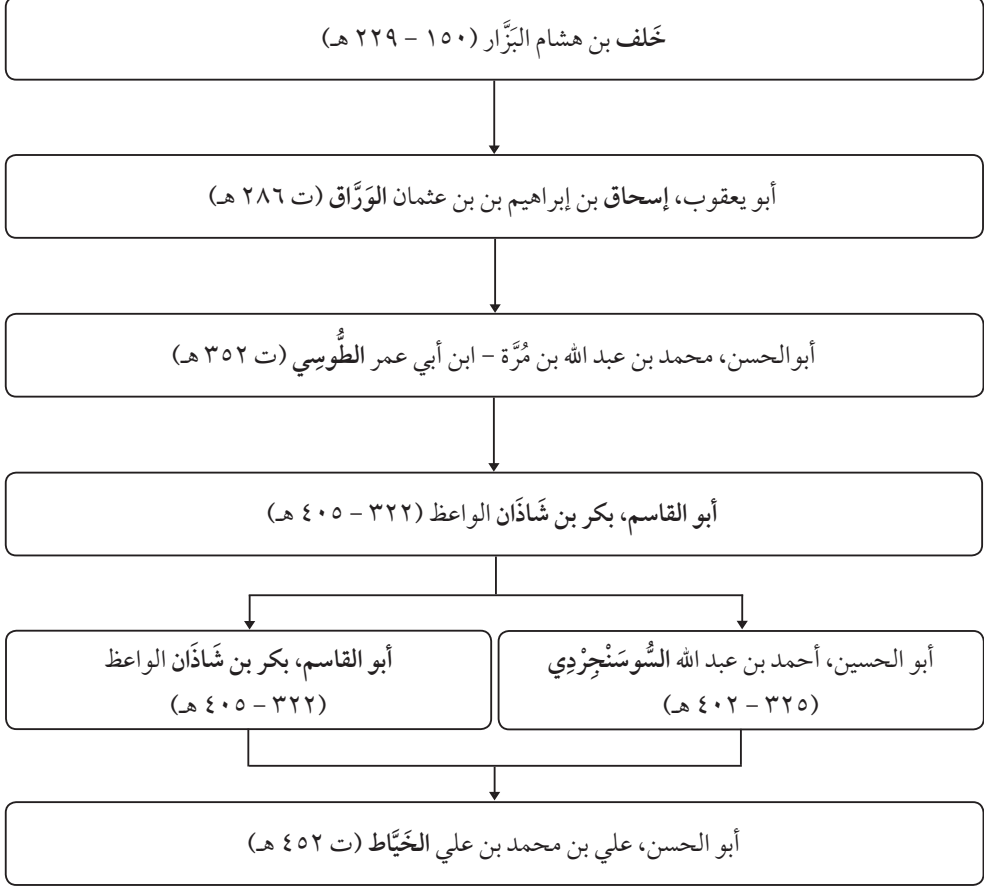 خَلف بن هشام البَزَّار (١٥٠ – ٢٢٩ هـ)
أبو يعقوب، إسحاق بن إبراهيم بن بن عثمان الوَرَّاق (ت ٢٨٦ هـ)
أبوالحسن، محمد بن عبد الله بن مُرَّة – ابن أبي عمر الطُّوسِي (ت ٣٥٢ هـ)
أبو القاسم، بكر بن شَاذَان الواعظ (٣٢٢ – ٤٠٥ هـ)
أبو الحسين، أحمد بن عبد الله السُّوسَنْجِرْدِي
(٣٢٥ – ٤٠٢ هـ)
أبو القاسم، بكر بن شَاذَان الواعظ
(٣٢٢ – ٤٠٥ هـ)
أبو الحسن، علي بن محمد بن علي الخَيَّاط (ت ٤٥٢ هـ)